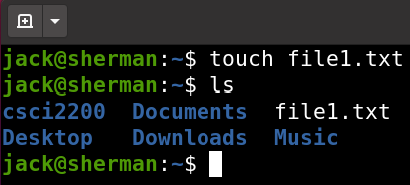 jack@sherman:~$ touch file1.txt
jack@sherman:~$ ls
csci2200  Documents  file1.txt
Desktop   Downloads  Music
jack@sherman:~$